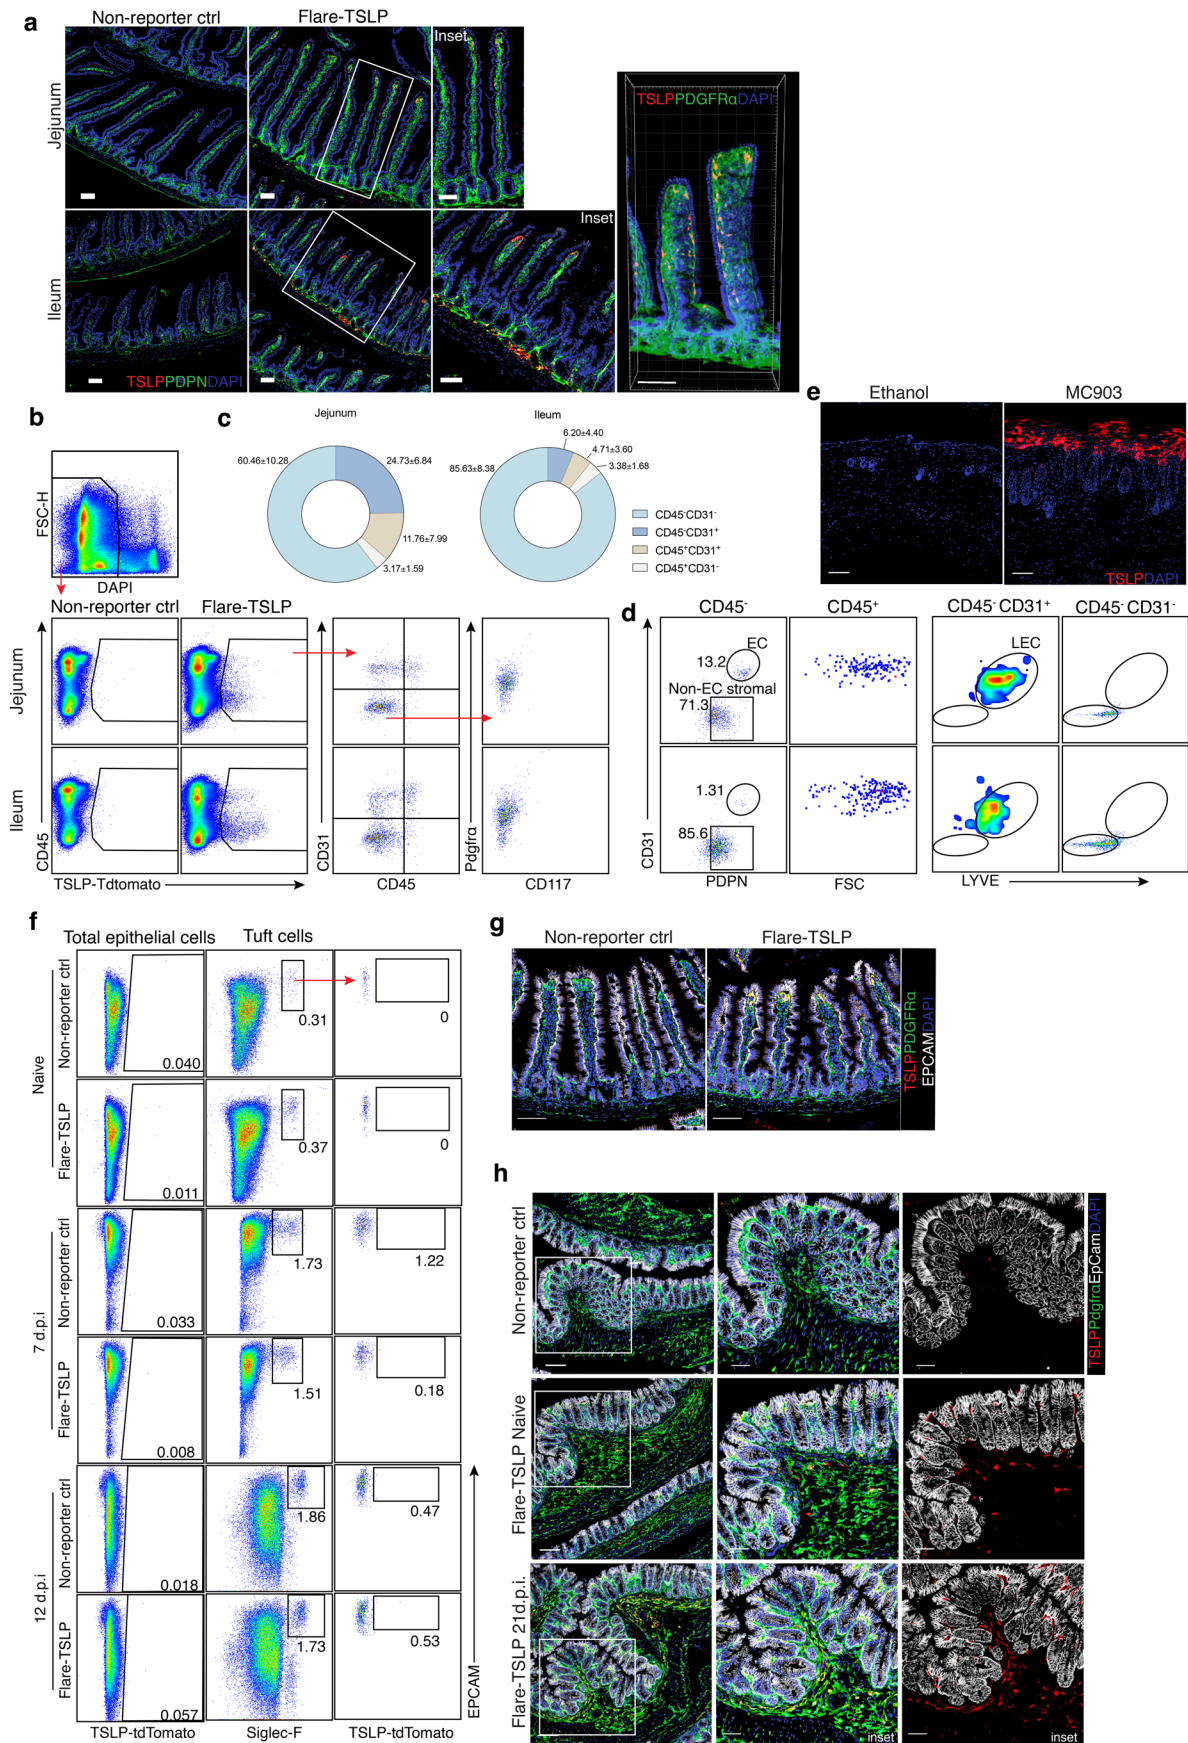 a
Non-reporter ctrl
Flare-TSLP
Inset
Jejunum
TSLPPDGFRαDAPI
Inset
Ileum
TSLPPDPNDAPI
b
FSC-H
DAPI
Non-reporter ctrl
Flare-TSLP
Jejunum
Ileum
CD45
TSLP-Tdtomato
CD31
CD45
Pdgfrα
CD117
c
Jejunum
60.46±10.28
24.73±6.84
11.76±7.99
3.17±1.59
Ileum
6.20±4.40
4.71±3.60
3.38±1.68
85.63±8.38
CD45-CD31-
CD45-CD31+
CD45+CD31+
CD45+CD31-
e
Ethanol
MC903
TSLPDAPI
d
CD45-
CD45+
CD45- CD31+
CD45- CD31-
EC
13.2
Non-EC stromal
71.3
LEC
1.31
85.6
CD31
PDPN
FSC
LYVE
f
Total epithelial cells
Tuft cells
Naive
Non-reporter ctrl
0.040
0.31
0
Flare-TSLP
0.011
0.37
0
7 d.p.i
Non-reporter ctrl
0.033
1.73
1.22
Flare-TSLP
0.008
1.51
0.18
12 d.p.i
Non-reporter ctrl
0.018
1.86
0.47
Flare-TSLP
0.057
1.73
0.53
EPCAM
TSLP-tdTomato
Siglec-F
TSLP-tdTomato
g
Non-reporter ctrl
Flare-TSLP
TSLPPDGFRα
EPCAMDAPI
h
Non-reporter ctrl
TSLPPdgfrαEpCamDAPI
Flare-TSLP Naive
Flare-TSLP 21d.p.i.
inset
inset